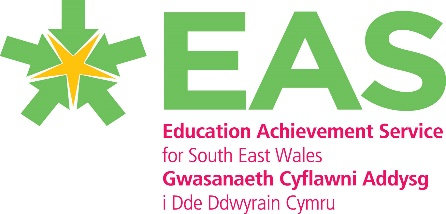 EAS
Education Achievement Service
for South East Wales
Gwasanaeth Cyflawni Addysg
i Dde Ddwyrain Cymru